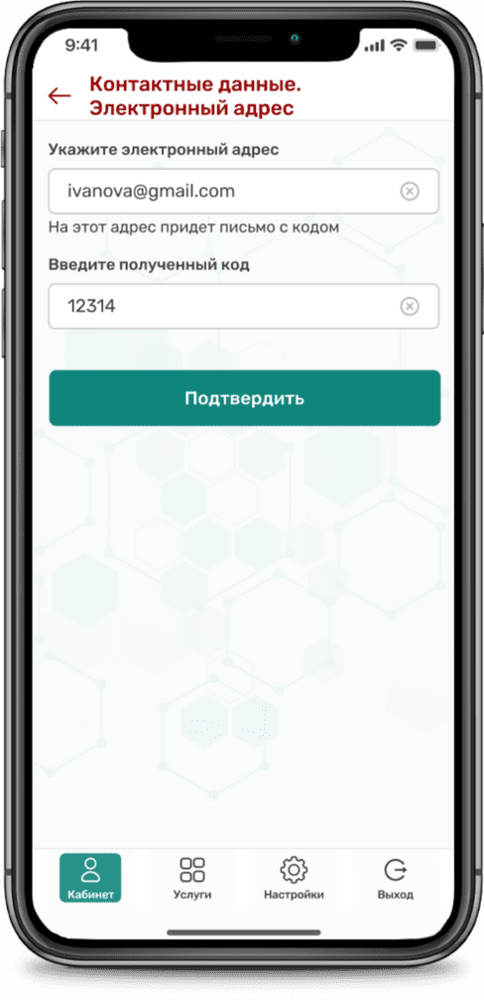 9:41
Контактные данные.
Электронный адрес
Укажите электронный адрес
ivanova@gmail.com
На этот адрес придет письмо с кодом
Введите полученный код
12314
Подтвердить
Кабинет
Услуги
Настройки
Выход